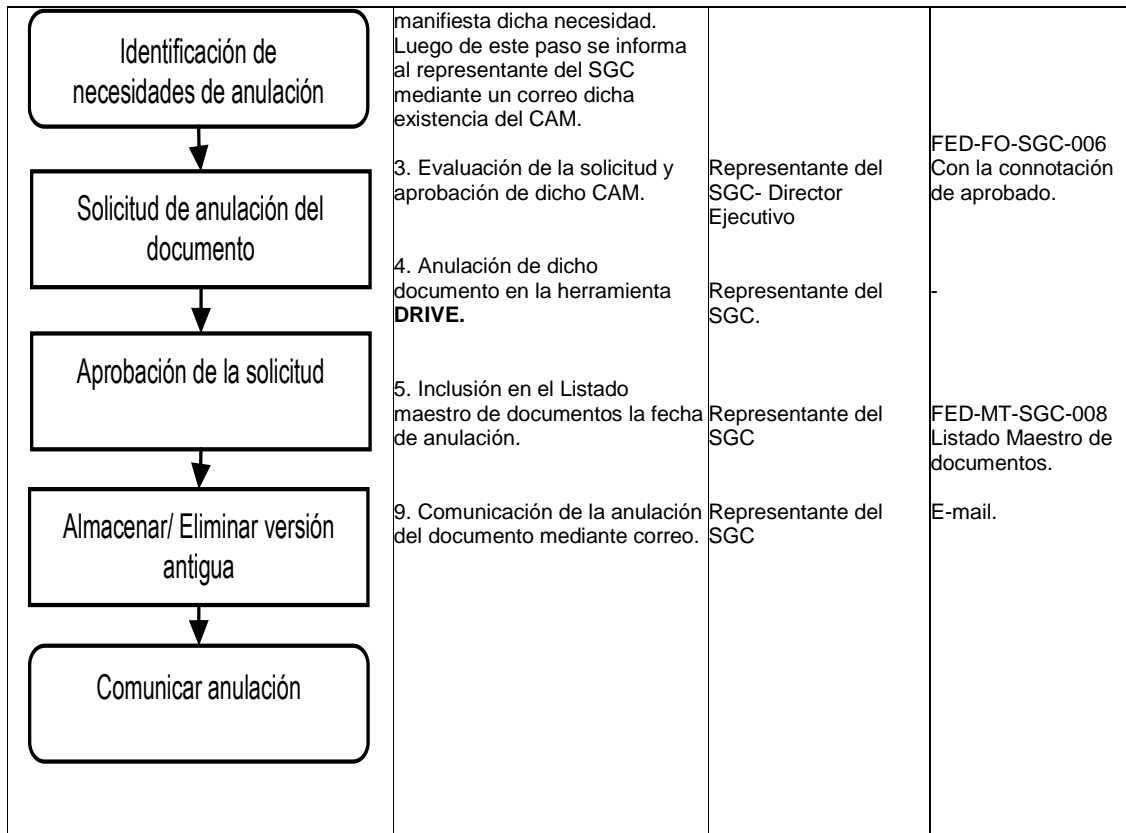 Identificación de
necesidades de anulación
Solicitud de anulación del
documento
Aprobación de la solicitud
Almacenar/ Eliminar versión
antigua
Comunicar anulación
manifiesta dicha necesidad.
Luego de este paso se informa
al representante del SGC
mediante un correo dicha
existencia del CAM.
3. Evaluación de la solicitud y
aprobación de dicho CAM.
Representante del
SGC- Director
Ejecutivo
FED-FO-SGC-006
Con la connotación
de aprobado.
4. Anulación de dicho
documento en la herramienta
DRIVE.
Representante del
SGC.
-
5. Inclusión en el Listado
maestro de documentos la fecha
de anulación.
Representante del
SGC
FED-MT-SGC-008
Listado Maestro de
documentos.
9. Comunicación de la anulación
del documento mediante correo.
Representante del
SGC
E-mail.